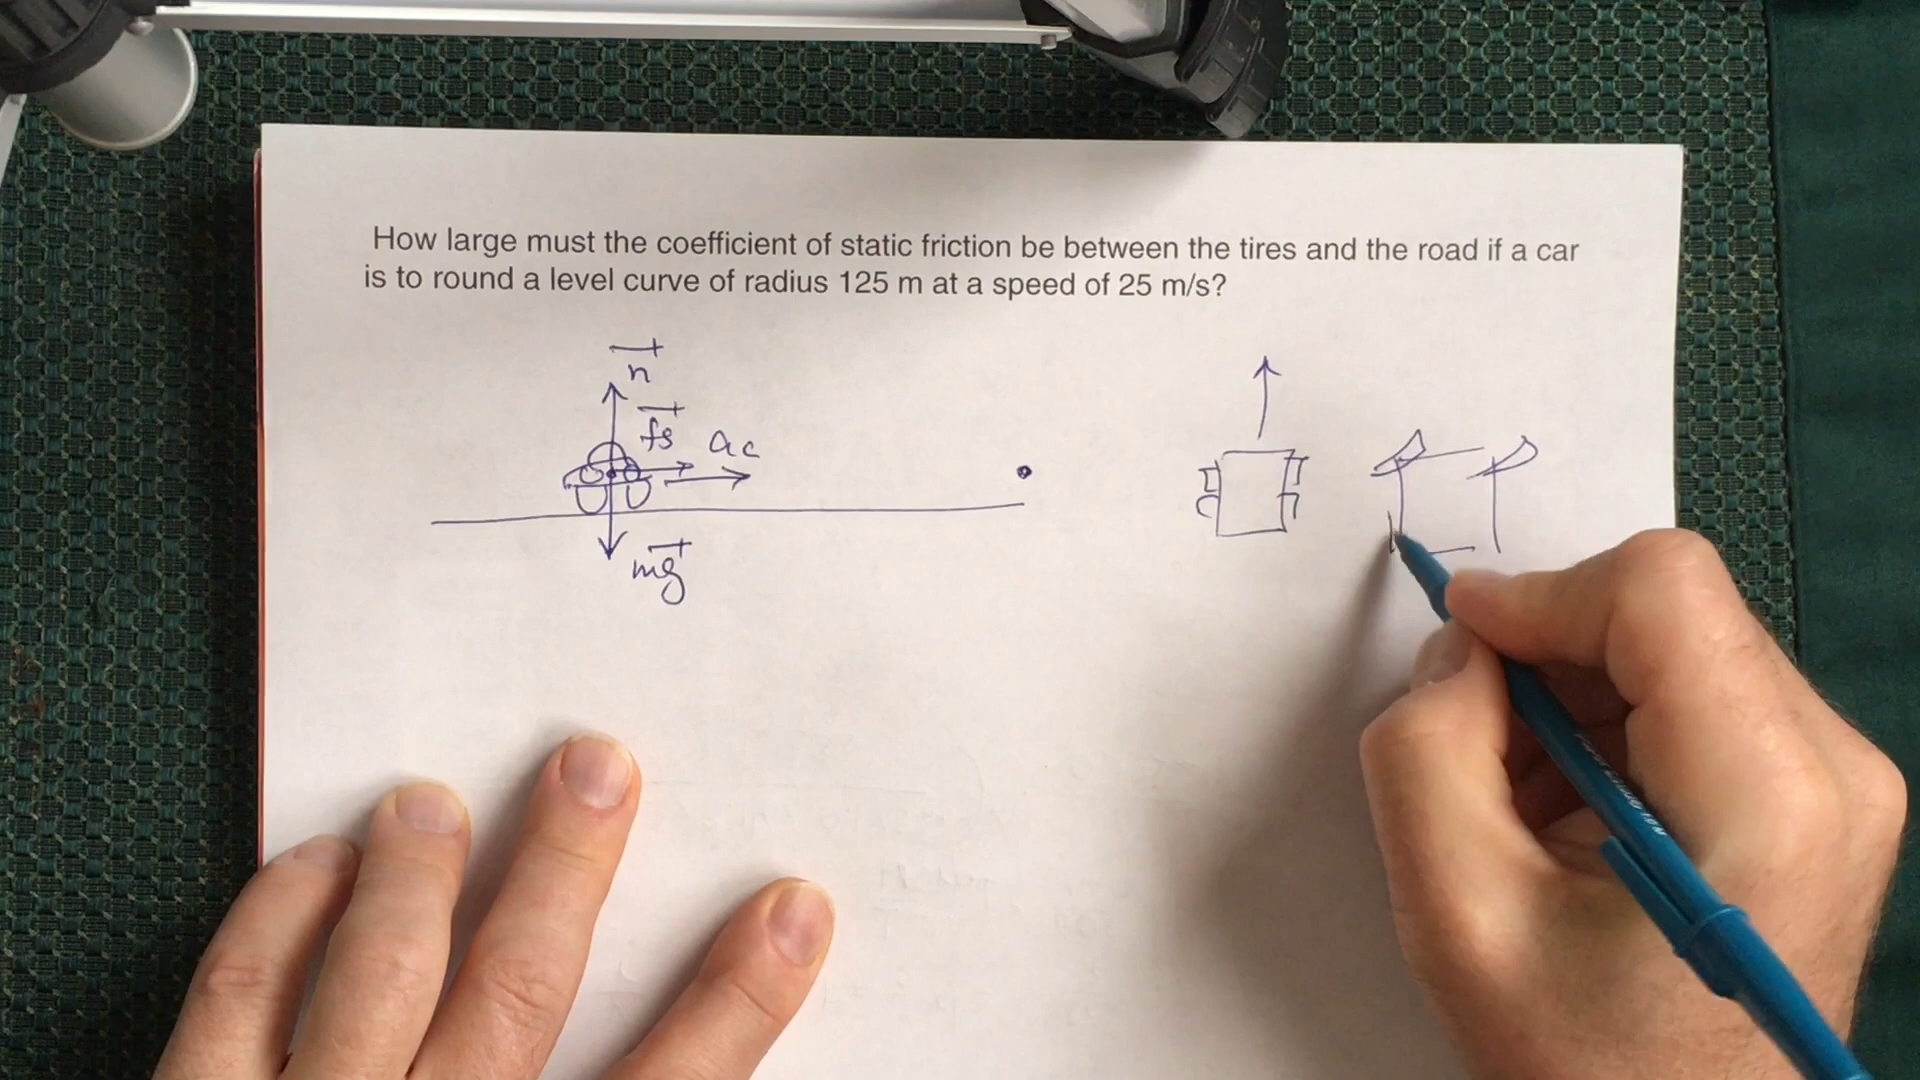 How large must the coefficient of static friction be between the tires and the road if a car
is to round a level curve of radius 125 m at a speed of 25 m/s?
n
fs
ac
mg